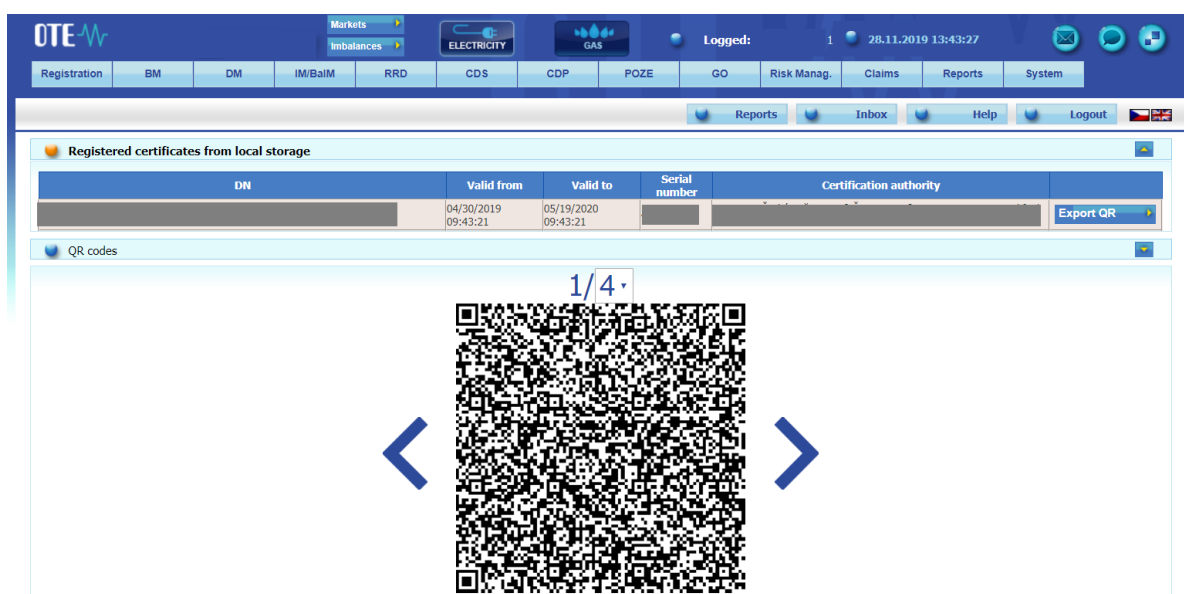 OTE
Markets
Imbalances
ELECTRICITY
GAS
Logged: 1 28.11.2019 13:43:27
Registration BM DM IM/BalM RRD CDS CDP POZE GO Risk Manag. Claims Reports System
Reports Inbox Help Logout
Registered certificates from local storage
DN Valid from Valid to Serial number Certification authority
04/30/2019 09:43:21 05/19/2020 09:43:21 Export QR
QR codes
1/4